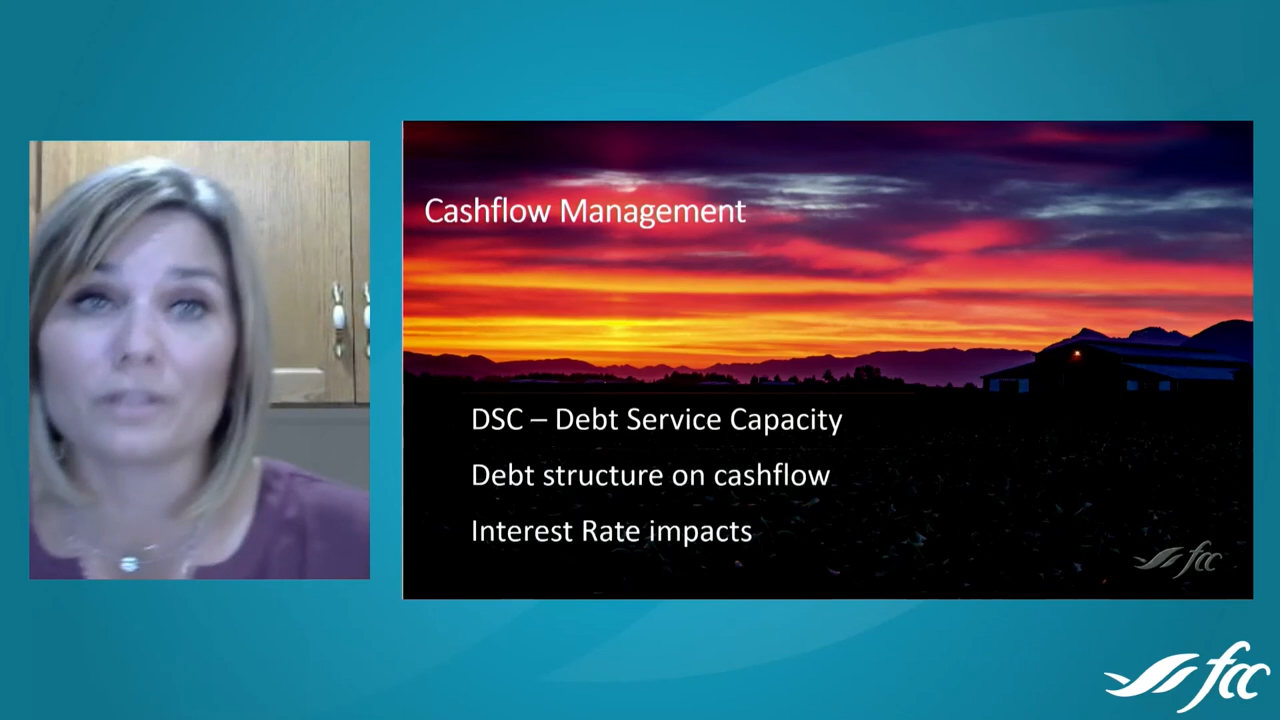 Cashflow Management
DSC – Debt Service Capacity
Debt structure on cashflow
Interest Rate impacts
fcc
fcc